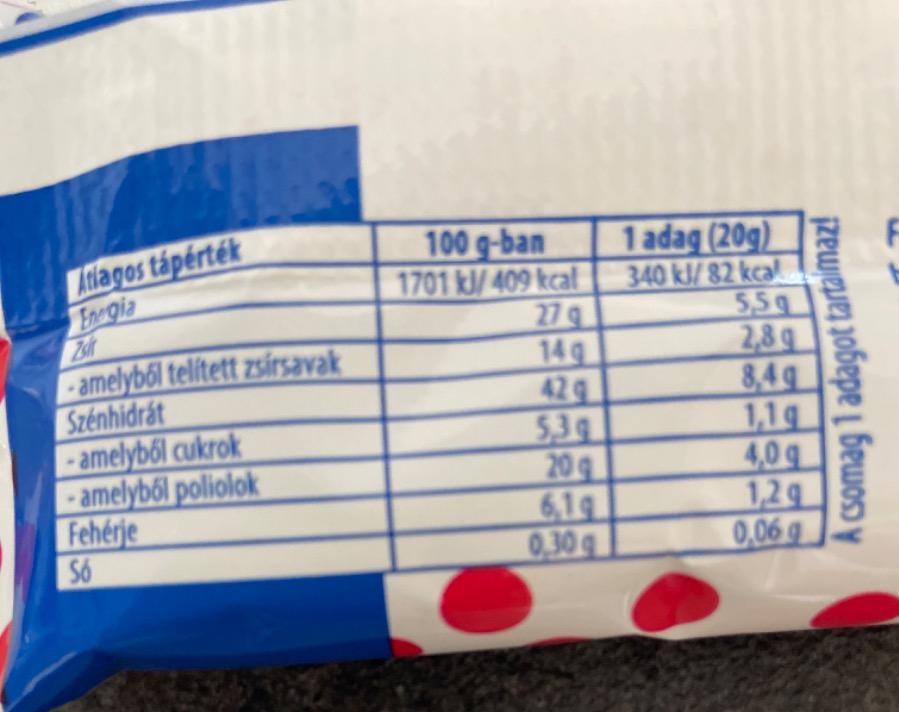 Átlagos tápérték 100 g-ban 1 adag (20g)
Energia 1701 kJ/ 409 kcal 340 kJ/ 82 kcal
Zsír 27 g 5,5 g
- amelyből telített zsírsavak 14 g 2,8 g
Szénhidrát 42 g 8,4 g
- amelyből cukrok 5,3 g 1,1 g
- amelyből poliolok 20 g 4,0 g
Fehérje 6,1 g 1,2 g
Só 0,30 g 0,06 g
A csomag 1 adagot tartalmaz!